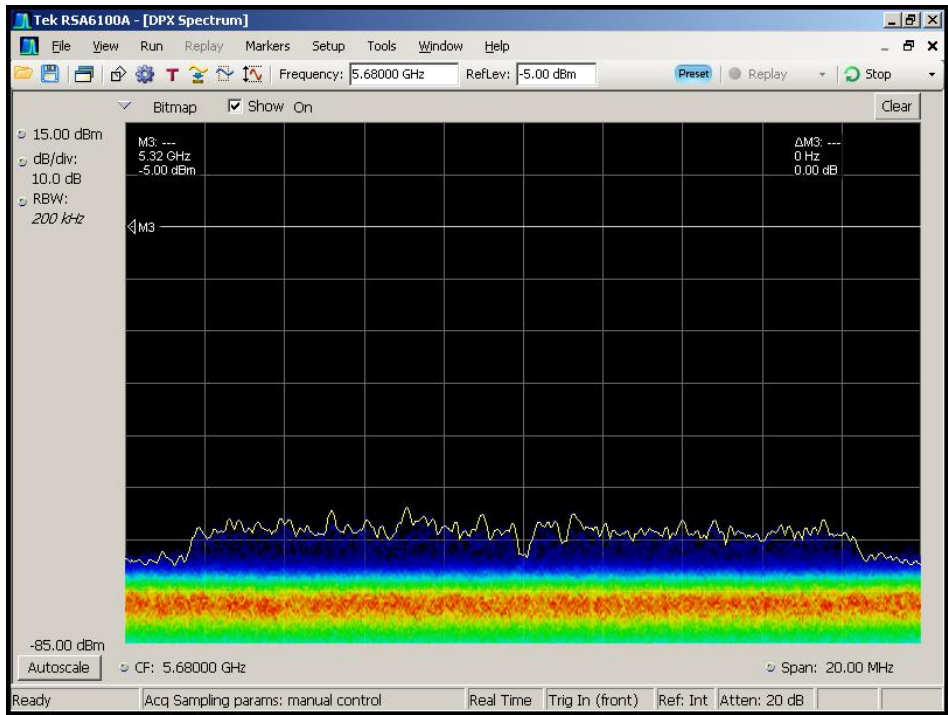 Tek RSA6100A - [DPX Spectrum]
File View Run Replay Markers Setup Tools Window Help
T Frequency: 5.68000 GHz RefLev: -5.00 dBm Preset Replay Stop
Bitmap Show On Clear
15.00 dBm
dB/div:
10.0 dB
RBW:
200 kHz
M3: ---
5.32 GHz
-5.00 dBm
ΔM3: ---
0 Hz
0.00 dB
M3
-85.00 dBm
Autoscale CF: 5.68000 GHz Span: 20.00 MHz
Ready Acq Sampling params: manual control Real Time Trig In (front) Ref: Int Atten: 20 dB